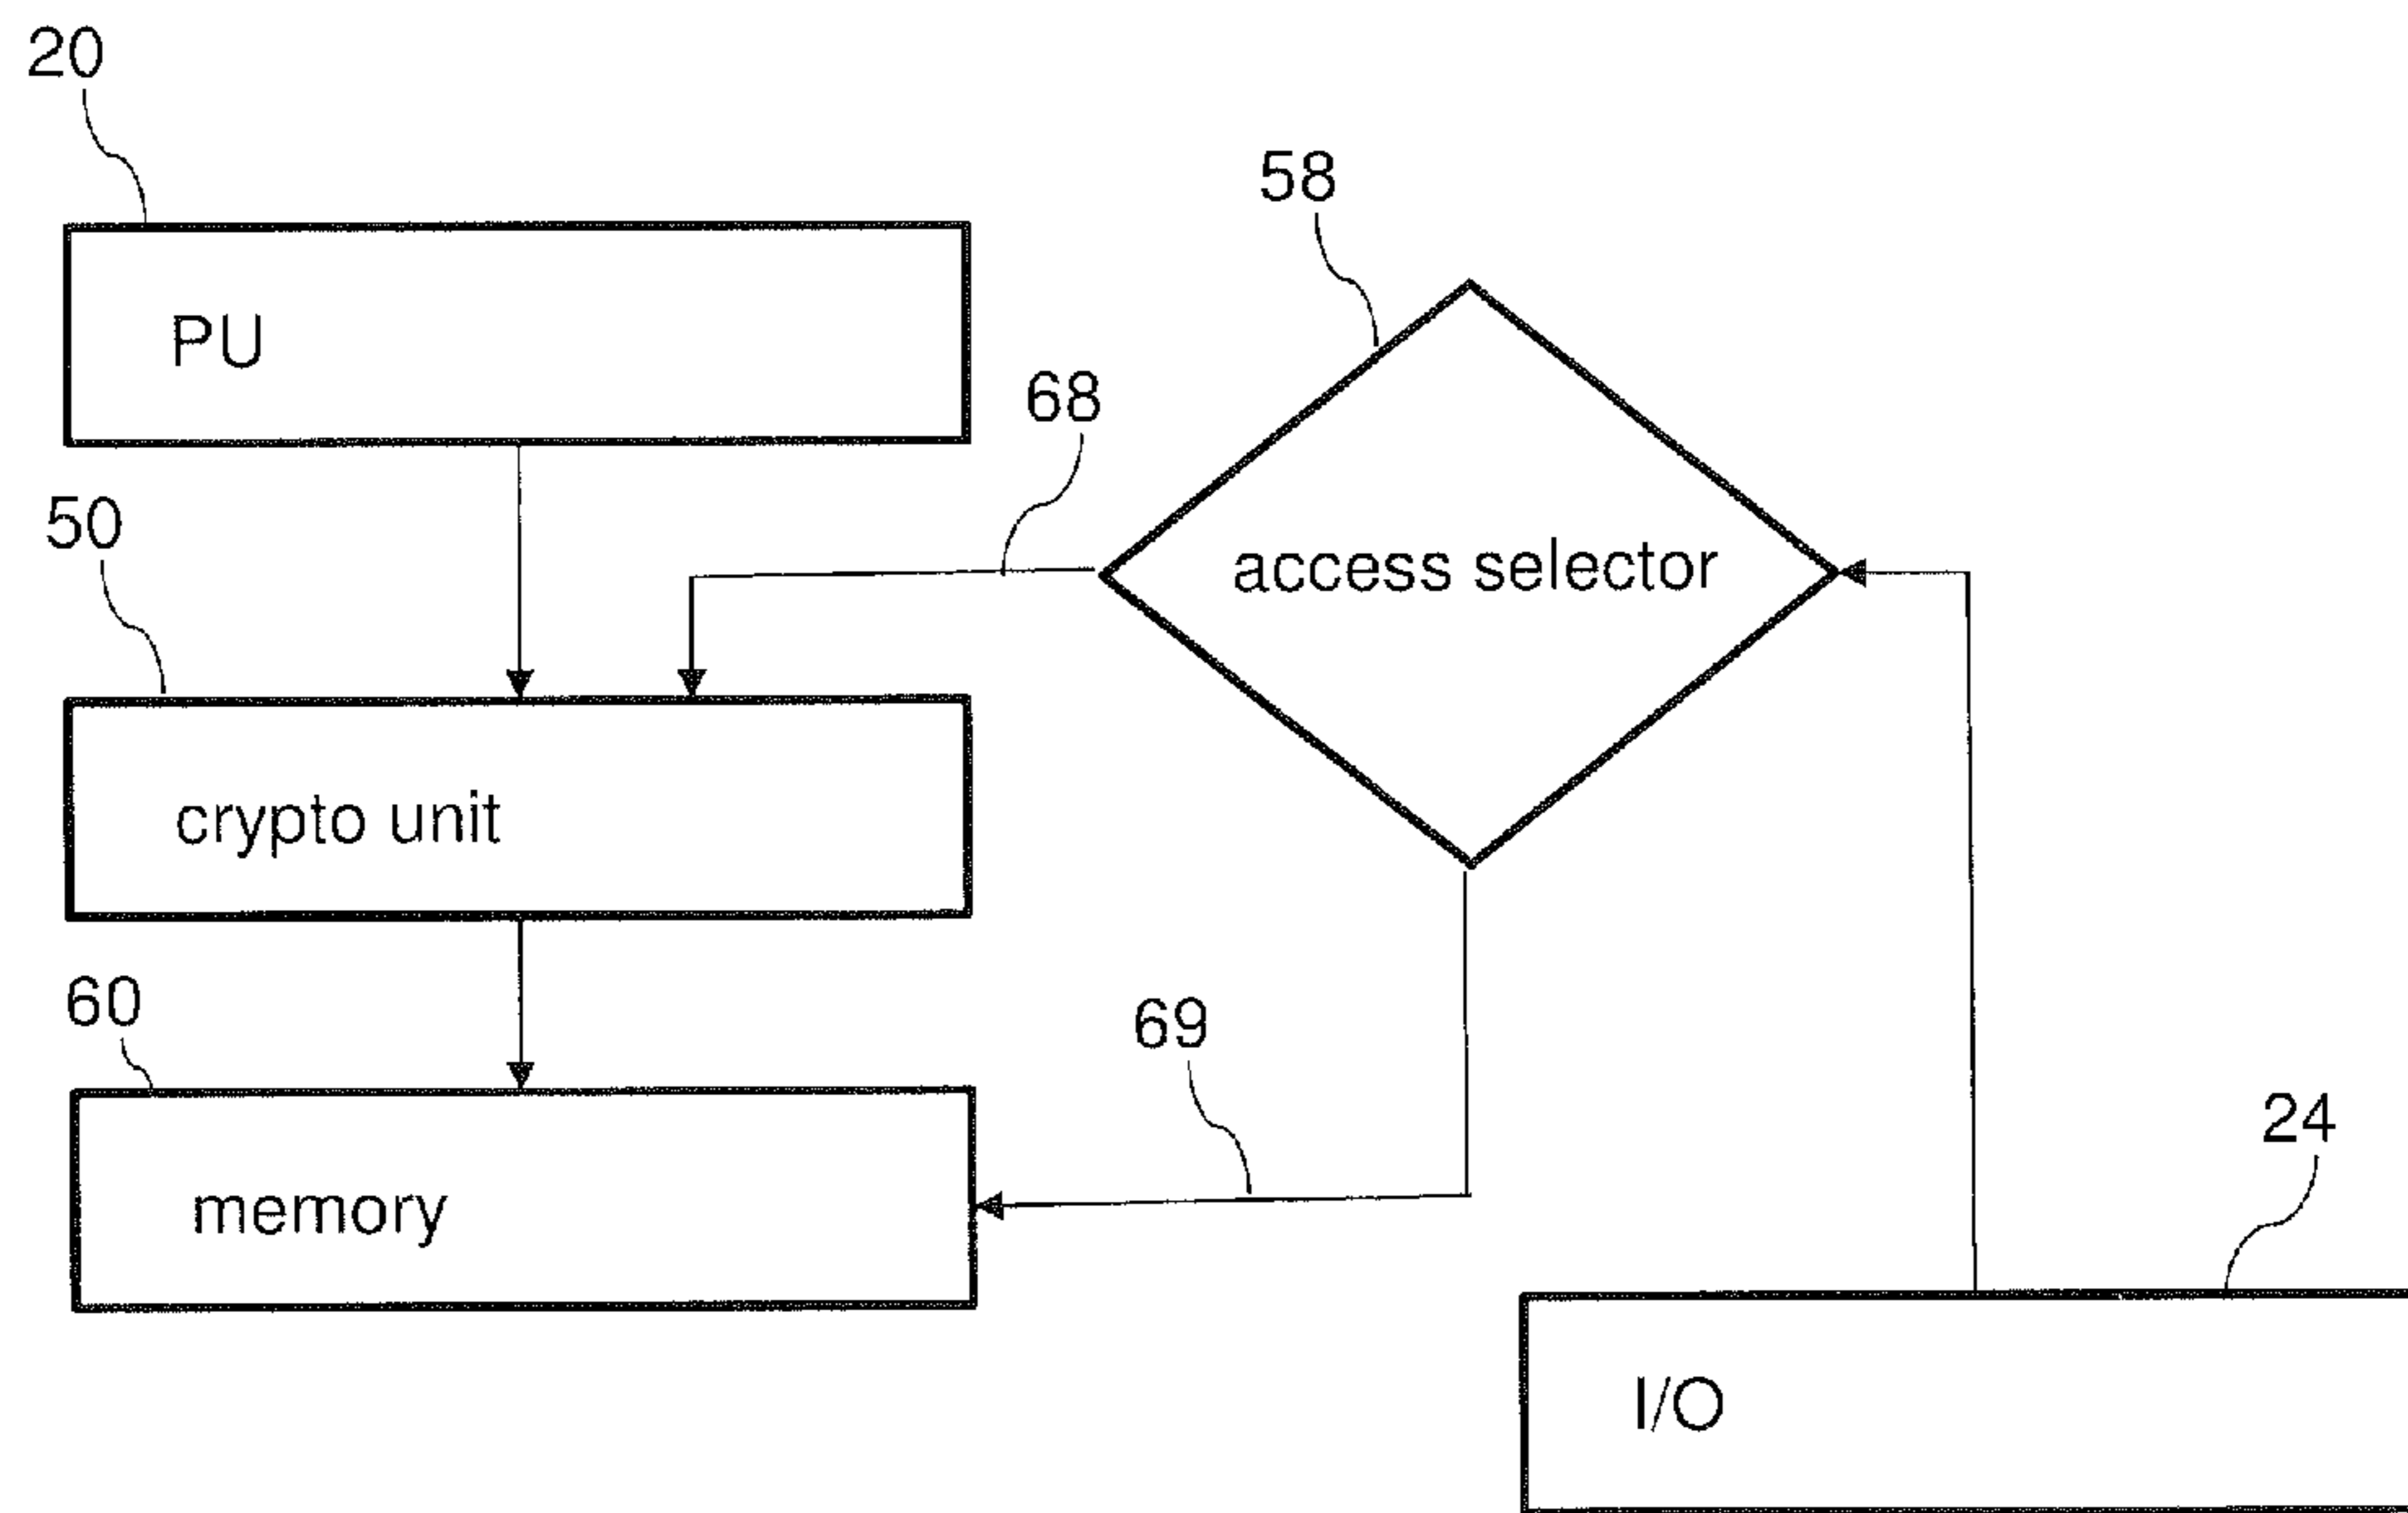 20
58
PU
68
50
access selector
crypto unit
60
69
24
memory
I/O